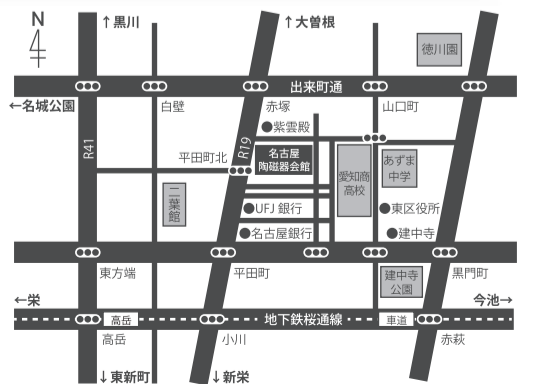 N
↑黒川
↑大曽根
徳川園
出来町通
←名城公園
白壁
赤塚
山口町
紫雲殿
R41
R19
平田町北
名古屋
陶磁器会館
愛知商
高校
あずま
中学
二葉館
UFJ 銀行
東区役所
名古屋銀行
建中寺
東方端
平田町
建中寺
公園
黒門町
←栄
今池→
高岳
地下鉄桜通線
車道
高岳
小川
赤萩
↓東新町
↓新栄